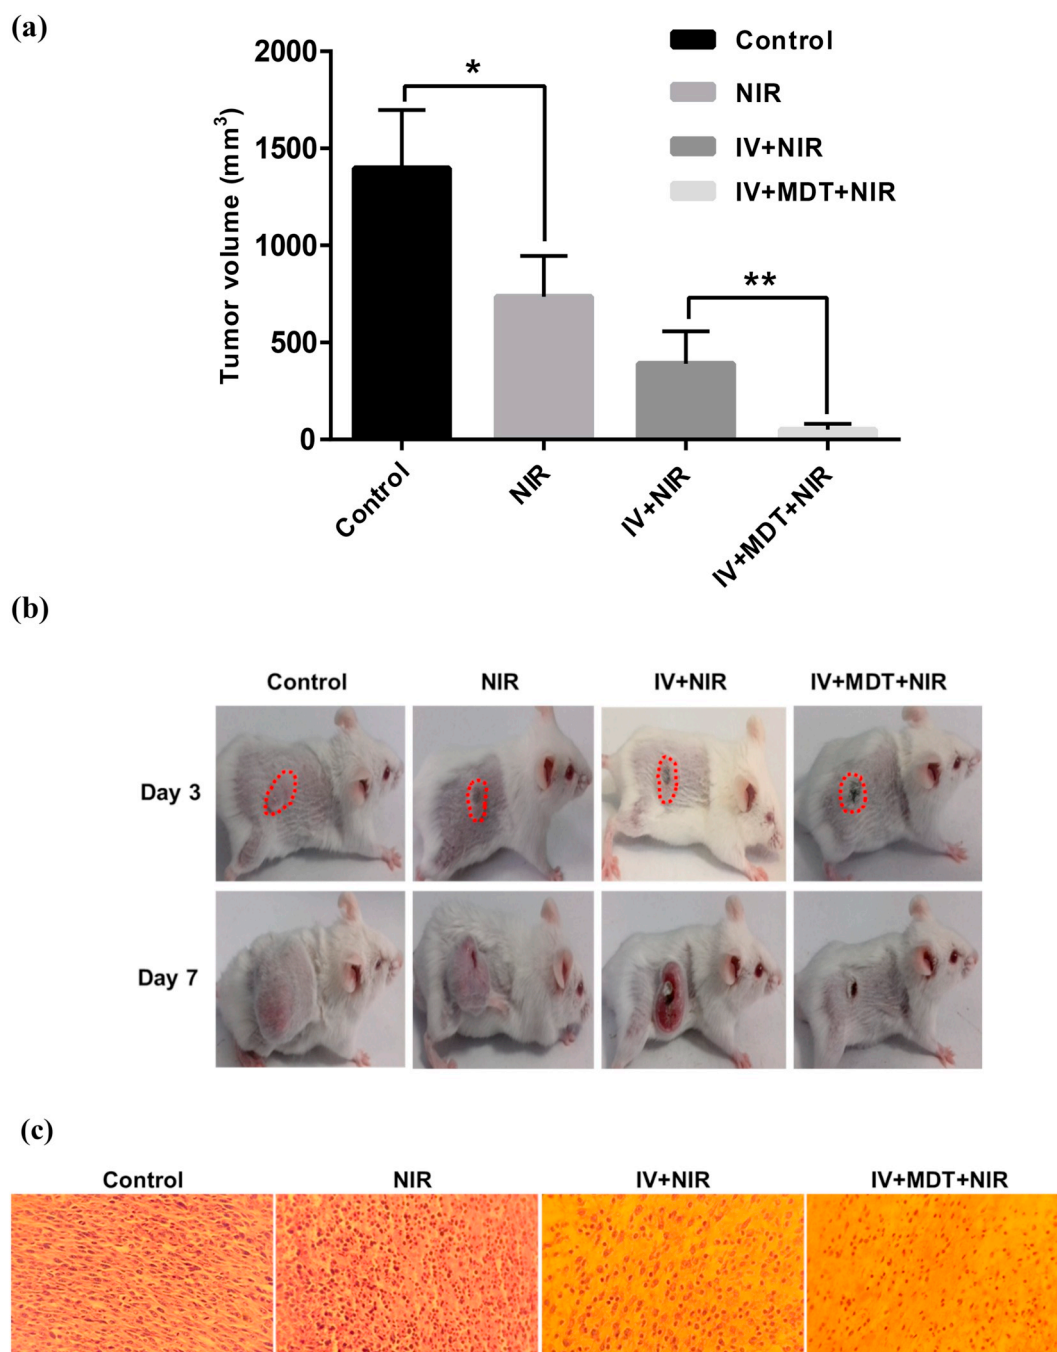 (a)
Tumor volume (mm³)
2000
1500
1000
500
0
*
**
Control
NIR
IV+NIR
IV+MDT+NIR
Control
NIR
IV+NIR
IV+MDT+NIR
(b)
Control NIR IV+NIR IV+MDT+NIR
Day 3
Day 7
(c)
Control NIR IV+NIR IV+MDT+NIR